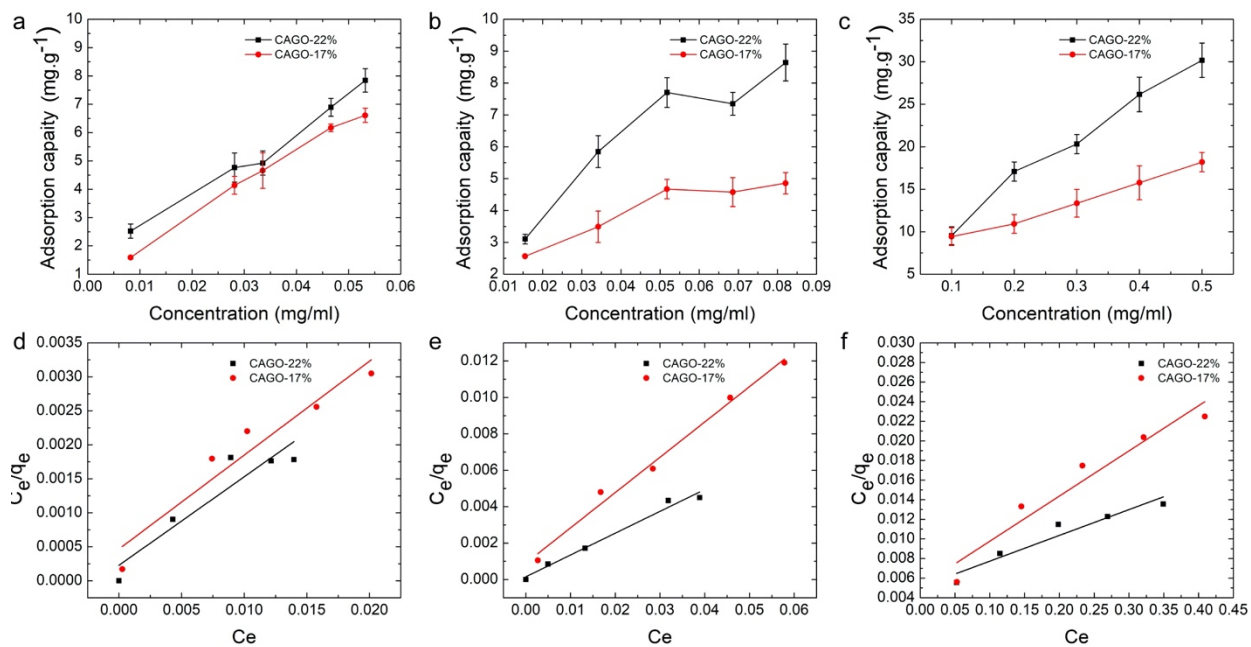 a
Adsorption capaity (mg.g⁻¹)
9
8
7
6
5
4
3
2
1
CAGO-22%
CAGO-17%
0.00 0.01 0.02 0.03 0.04 0.05 0.06
Concentration (mg/ml)
b
Adsorption capaity (mg.g⁻¹)
10
9
8
7
6
5
4
3
2
CAGO-22%
CAGO-17%
0.01 0.02 0.03 0.04 0.05 0.06 0.07 0.08 0.09
Concentration (mg/ml)
c
Adsorption capaity (mg.g⁻¹)
35
30
25
20
15
10
5
CAGO-22%
CAGO-17%
0.1 0.2 0.3 0.4 0.5
Concentration (mg/ml)
d
Ce/qe
0.0035
0.0030
0.0025
0.0020
0.0015
0.0010
0.0005
0.0000
CAGO-22%
CAGO-17%
0.000 0.005 0.010 0.015 0.020
Ce
e
Ce/qe
0.012
0.010
0.008
0.006
0.004
0.002
0.000
CAGO-22%
CAGO-17%
0.00 0.01 0.02 0.03 0.04 0.05 0.06
Ce
f
Ce/qe
0.030
0.028
0.026
0.024
0.022
0.020
0.018
0.016
0.014
0.012
0.010
0.008
0.006
0.004
CAGO-22%
CAGO-17%
0.00 0.05 0.10 0.15 0.20 0.25 0.30 0.35 0.40 0.45
Ce